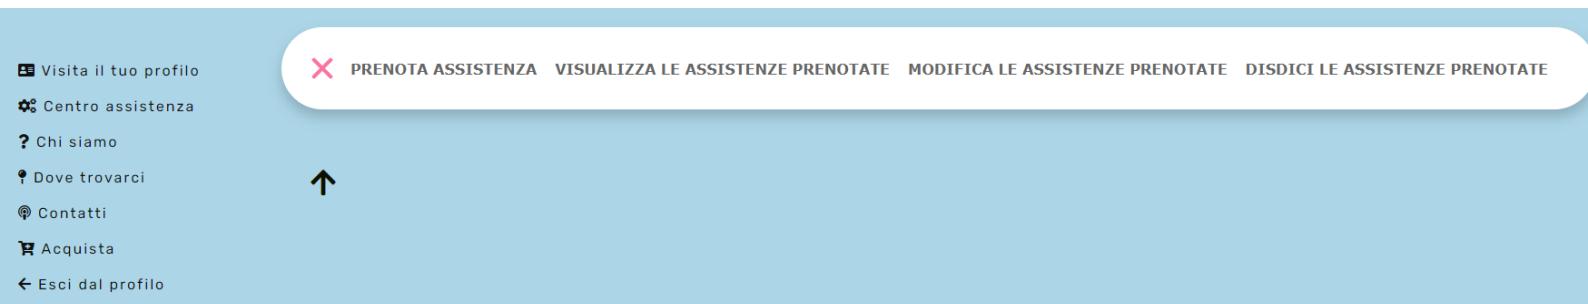 Visita il tuo profilo
Centro assistenza
Chi siamo
Dove trovarci
Contatti
Acquista
Esci dal profilo
PRENOTA ASSISTENZA VISUALIZZA LE ASSISTENZE PRENOTATE MODIFICA LE ASSISTENZE PRENOTATE DISDICI LE ASSISTENZE PRENOTATE